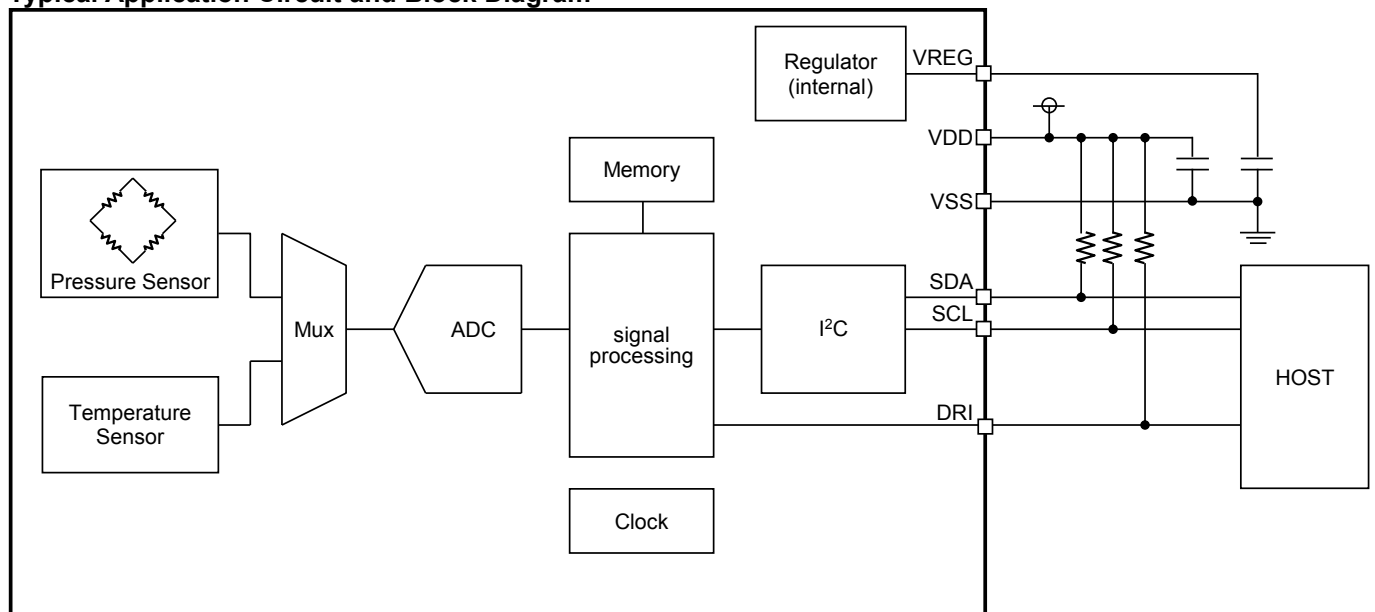 Typical Application Circuit and Block Diagram
Regulator
(internal)
VREG
VDD
Memory
VSS
Pressure Sensor
SDA
SCL
Mux
ADC
signal
processing
I²C
HOST
Temperature
Sensor
DRI
Clock